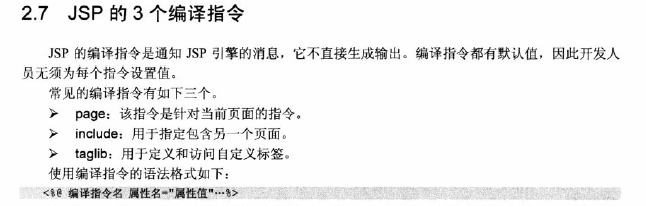 2.7 JSP 的 3 个编译指令
JSP 的编译指令是通知 JSP 引擎的消息，它不直接生成输出。编译指令都有默认值，因此开发人
员无须为每个指令设置值。
常见的编译指令有如下三个。
➢ page：该指令是针对当前页面的指令。
➢ include：用于指定包含另一个页面。
➢ taglib：用于定义和访问自定义标签。
使用编译指令的语法格式如下：
<%@ 编译指令名 属性名="属性值"…%>